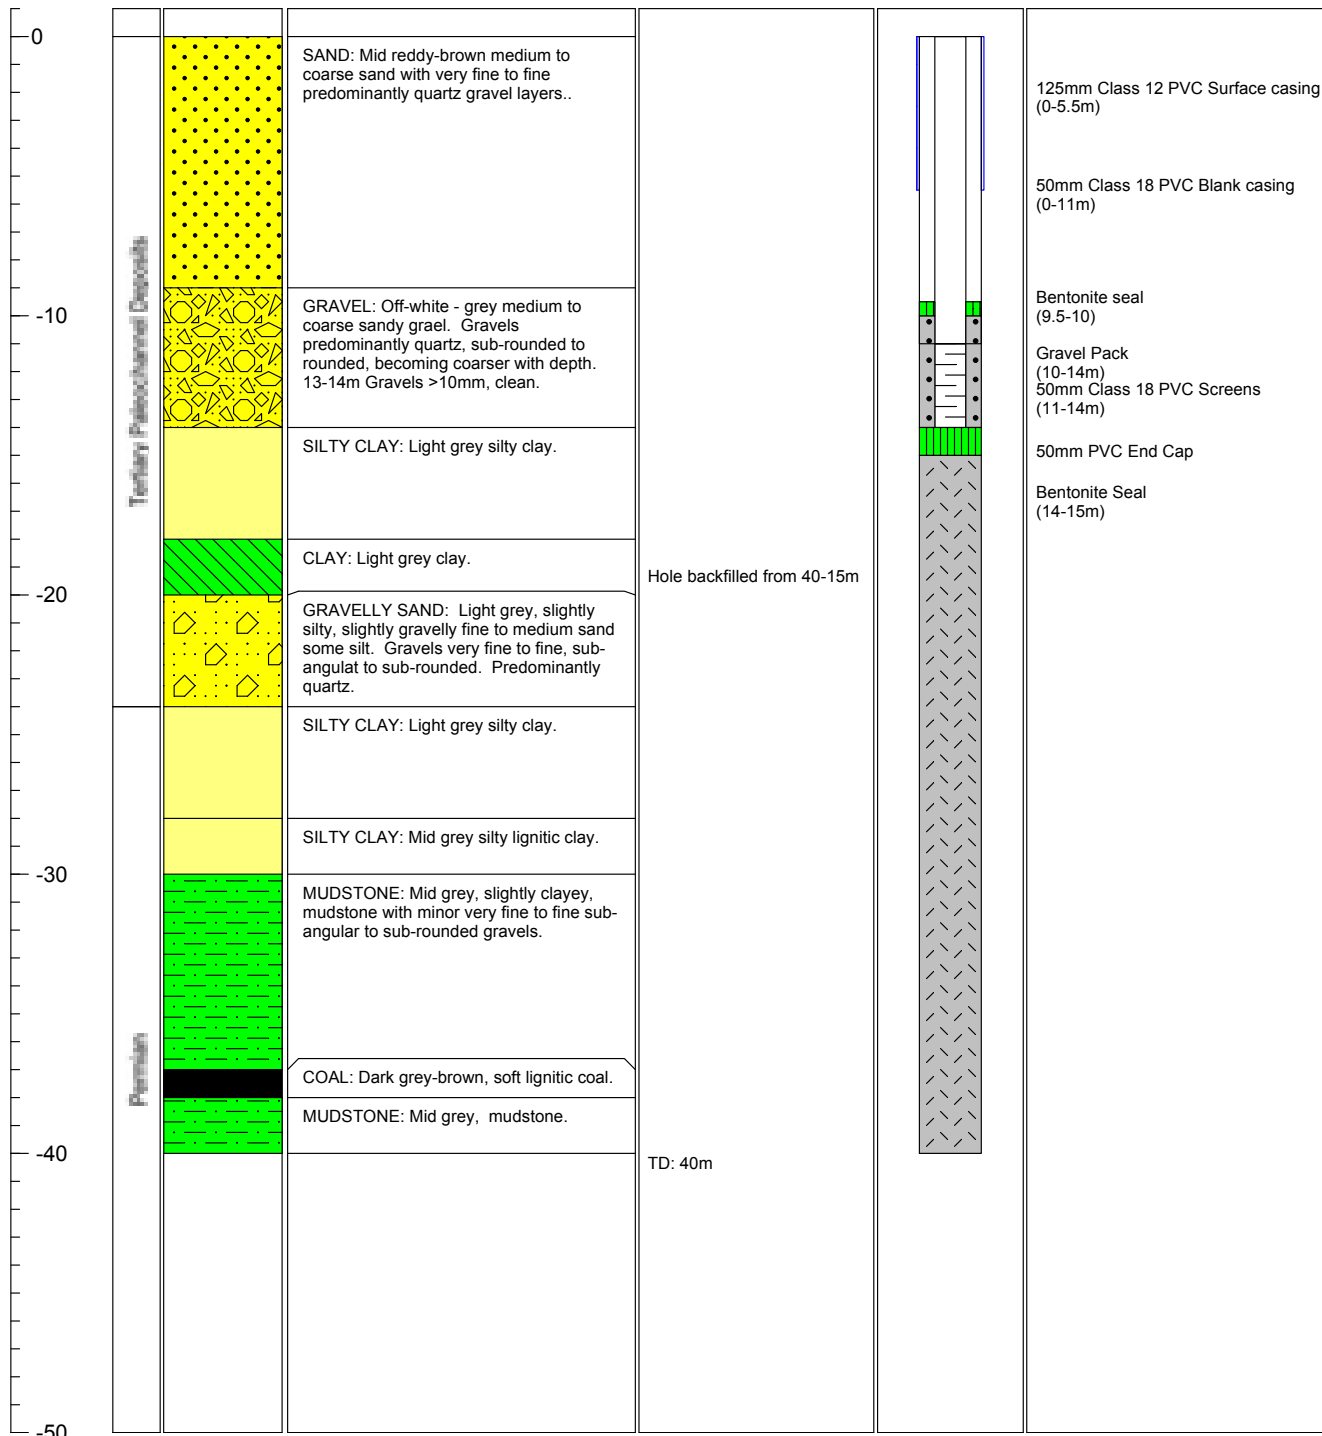 0
-10
-20
-30
-40
-50
Tertiary Paleochannel Deposits
Permian
SAND: Mid reddy-brown medium to
coarse sand with very fine to fine
predominantly quartz gravel layers..
GRAVEL: Off-white - grey medium to
coarse sandy grael.  Gravels
predominantly quartz, sub-rounded to
rounded, becoming coarser with depth.
13-14m Gravels >10mm, clean.
SILTY CLAY: Light grey silty clay.
CLAY: Light grey clay.
GRAVELLY SAND:  Light grey, slightly
silty, slightly gravelly fine to medium sand
some silt.  Gravels very fine to fine, sub-
angulat to sub-rounded.  Predominantly
quartz.
SILTY CLAY: Light grey silty clay.
SILTY CLAY: Mid grey silty lignitic clay.
MUDSTONE: Mid grey, slightly clayey,
mudstone with minor very fine to fine sub-
angular to sub-rounded gravels.
COAL: Dark grey-brown, soft lignitic coal.
MUDSTONE: Mid grey,  mudstone.
Hole backfilled from 40-15m
TD: 40m
125mm Class 12 PVC Surface casing
(0-5.5m)
50mm Class 18 PVC Blank casing
(0-11m)
Bentonite seal
(9.5-10)
Gravel Pack
(10-14m)
50mm Class 18 PVC Screens
(11-14m)
50mm PVC End Cap
Bentonite Seal
(14-15m)